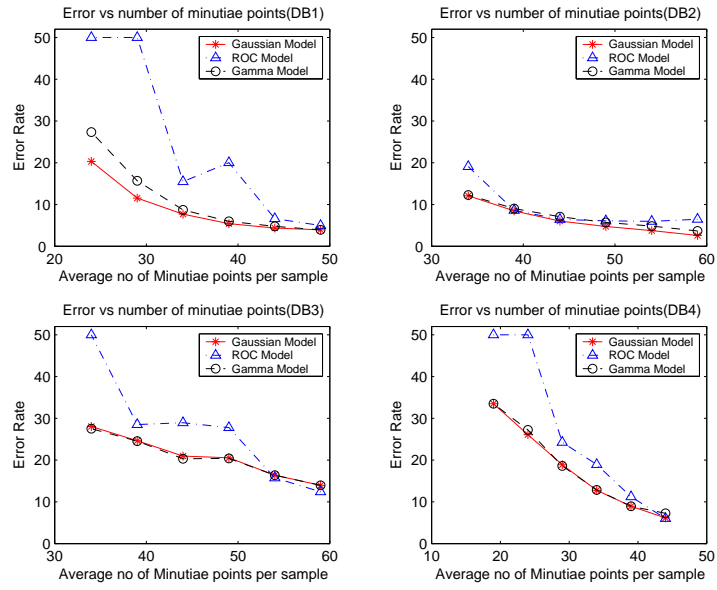 Error vs number of minutiae points(DB1)
50
40
30
20
10
0
Error Rate
Gaussian Model
ROC Model
Gamma Model
20 30 40 50
Average no of Minutiae points per sample
Error vs number of minutiae points(DB2)
50
40
30
20
10
0
Error Rate
Gaussian Model
ROC Model
Gamma Model
30 40 50 60
Average no of Minutiae points per sample
Error vs number of minutiae points(DB3)
50
40
30
20
10
0
Error Rate
Gaussian Model
ROC Model
Gamma Model
30 40 50 60
Average no of Minutiae points per sample
Error vs number of minutiae points(DB4)
50
40
30
20
10
0
Error Rate
Gaussian Model
ROC Model
Gamma Model
10 20 30 40 50
Average no of Minutiae points per sample